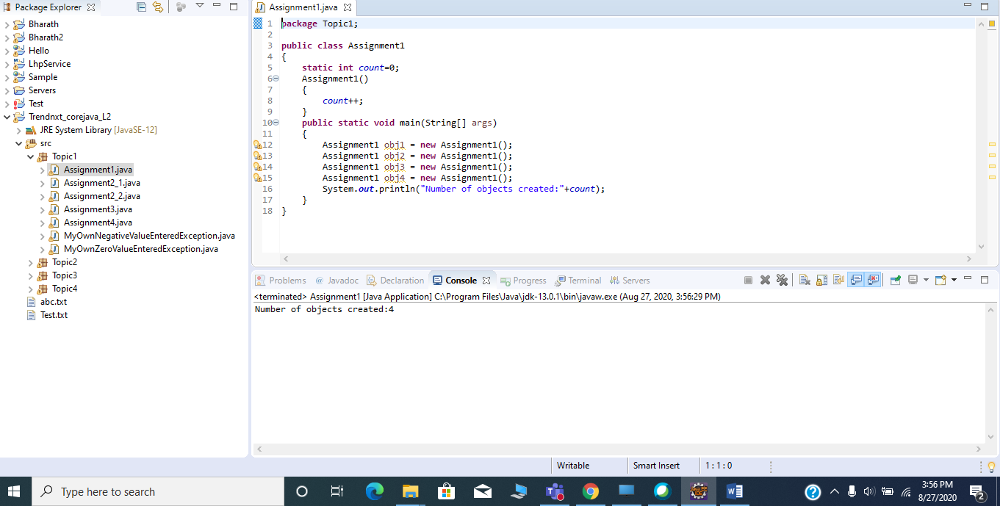 Package Explorer
Bharath
Bharath2
Hello
LhpService
Sample
Servers
Test
Trendnxt_corejava_L2
JRE System Library [JavaSE-12]
src
Topic1
Assignment1.java
Assignment2_1.java
Assignment2_2.java
Assignment3.java
Assignment4.java
MyOwnNegativeValueEnteredException.java
MyOwnZeroValueEnteredException.java
Topic2
Topic3
Topic4
abc.txt
Test.txt
Assignment1.java
1 package Topic1;
2
3 public class Assignment1
4 {
5     static int count=0;
6     Assignment1()
7     {
8         count++;
9     }
10     public static void main(String[] args)
11     {
12         Assignment1 obj1 = new Assignment1();
13         Assignment1 obj2 = new Assignment1();
14         Assignment1 obj3 = new Assignment1();
15         Assignment1 obj4 = new Assignment1();
16         System.out.println("Number of objects created:"+count);
17     }
18 }
Problems @ Javadoc Declaration Console Progress Terminal Servers
<terminated> Assignment1 [Java Application] C:\Program Files\Java\jdk-13.0.1\bin\javaw.exe (Aug 27, 2020, 3:56:29 PM)
Number of objects created:4
Writable Smart Insert 1 : 1 : 0
Type here to search
3:56 PM
8/27/2020
2